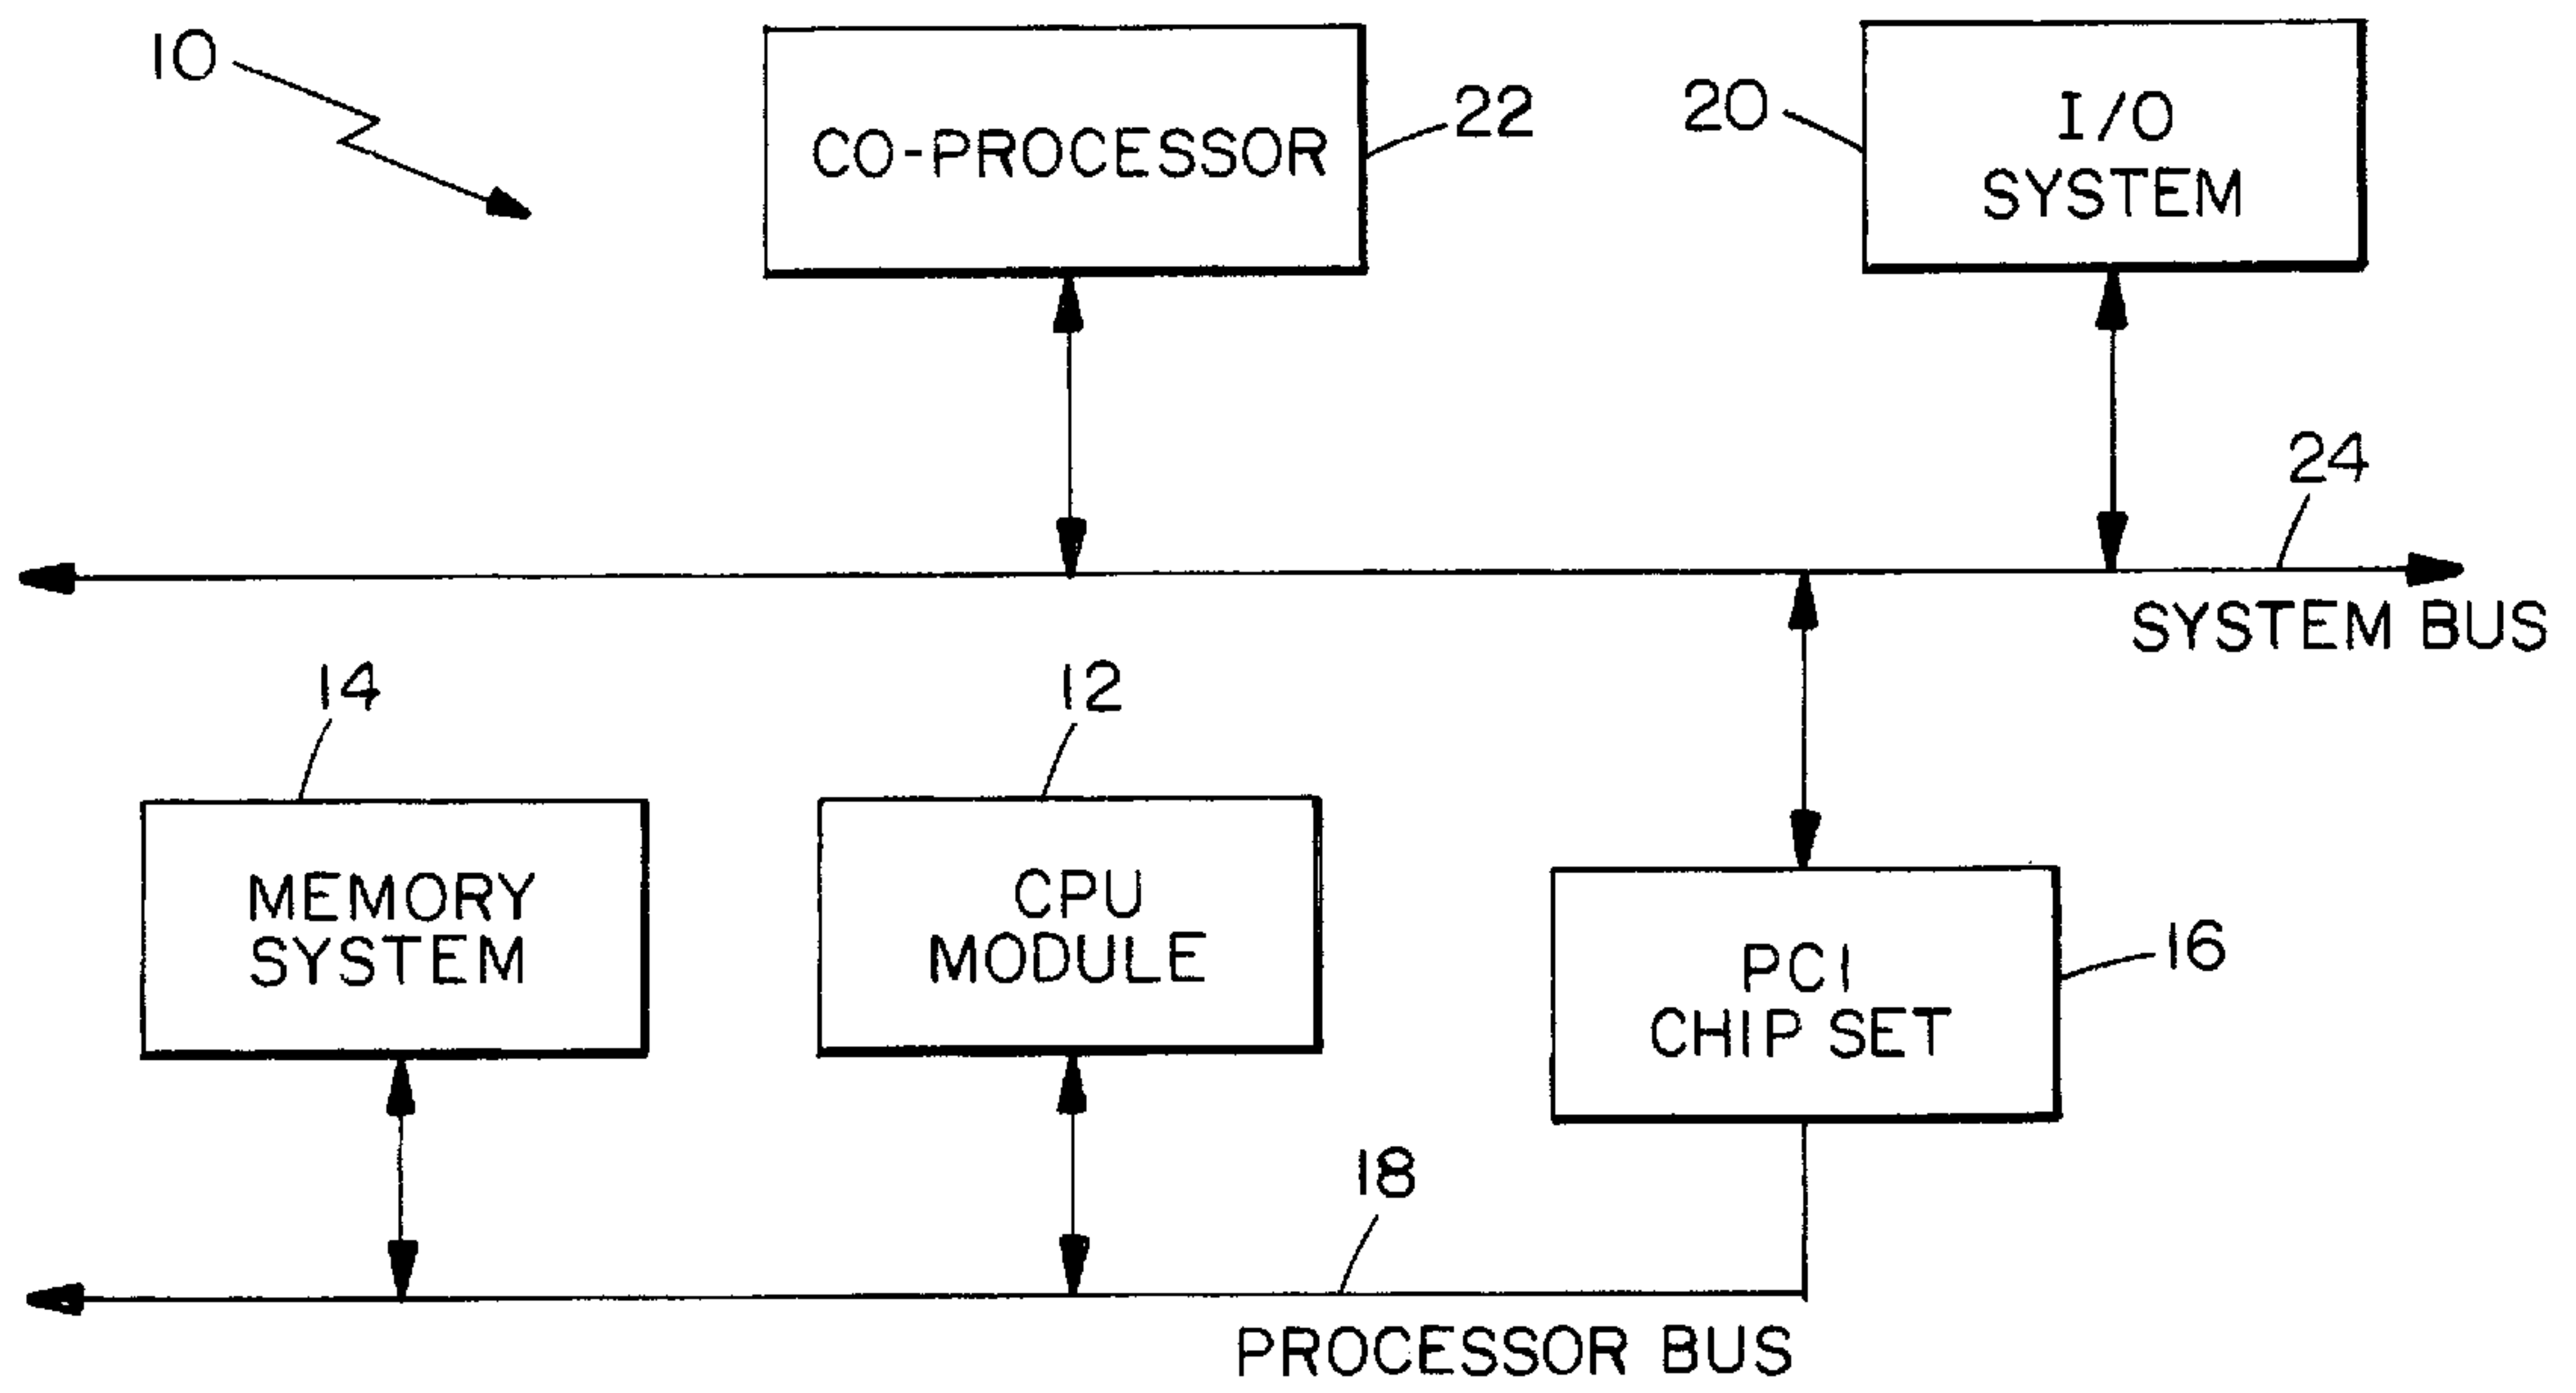 10
CO-PROCESSOR
22
20
I/O
SYSTEM
24
SYSTEM BUS
14
12
MEMORY
SYSTEM
CPU
MODULE
PCI
CHIP SET
16
18
PROCESSOR BUS